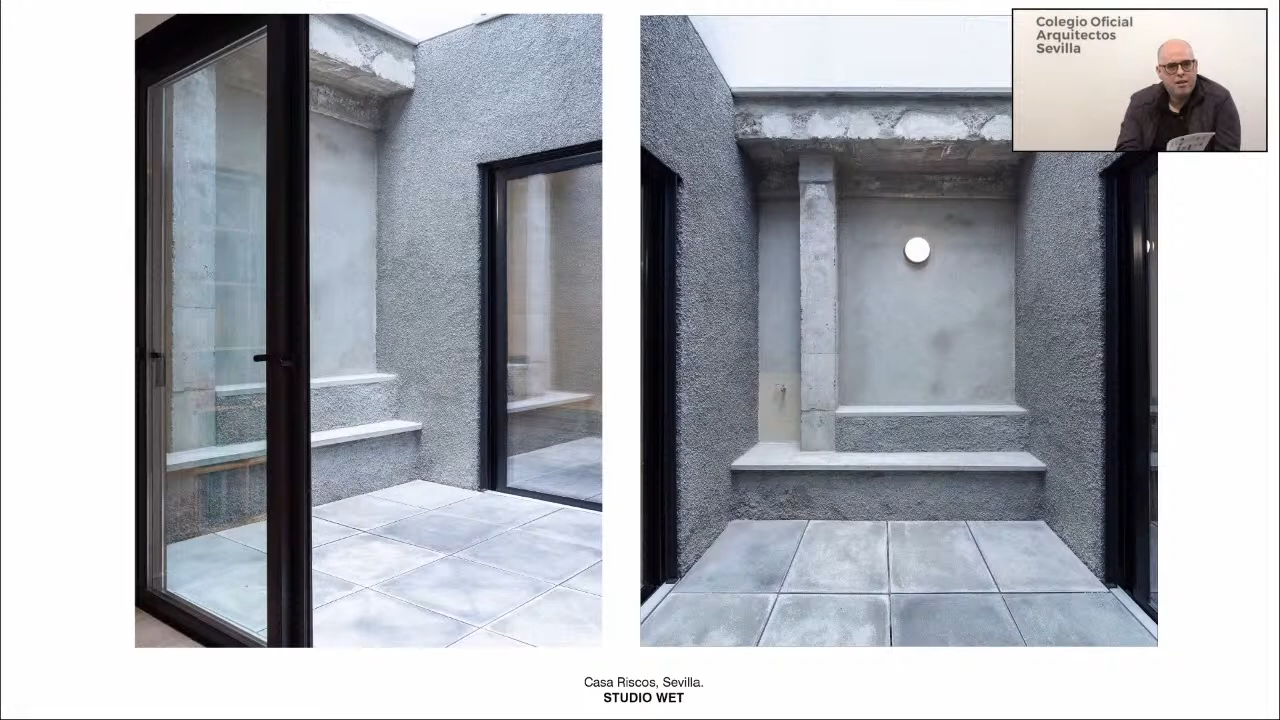 Colegio Oficial
Arquitectos
Sevilla
Casa Riscos, Sevilla.
STUDIO WET